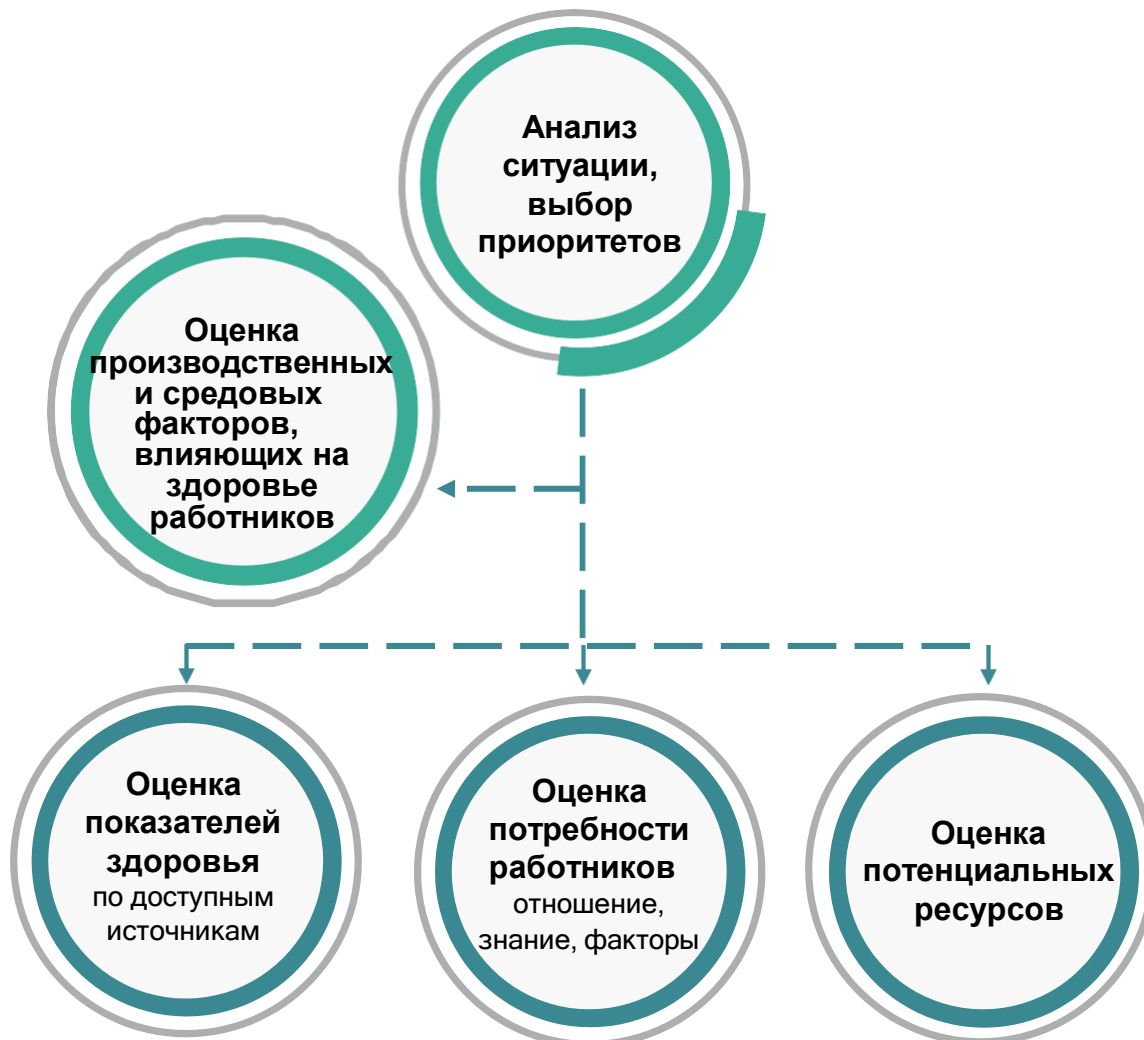 Анализ
ситуации,
выбор
приоритетов
Оценка
производственных
и средовых
факторов,
влияющих на
здоровье
работников
Оценка
показателей
здоровья
по доступным
источникам
Оценка
потребности
работников
отношение,
знание, факторы
Оценка
потенциальных
ресурсов